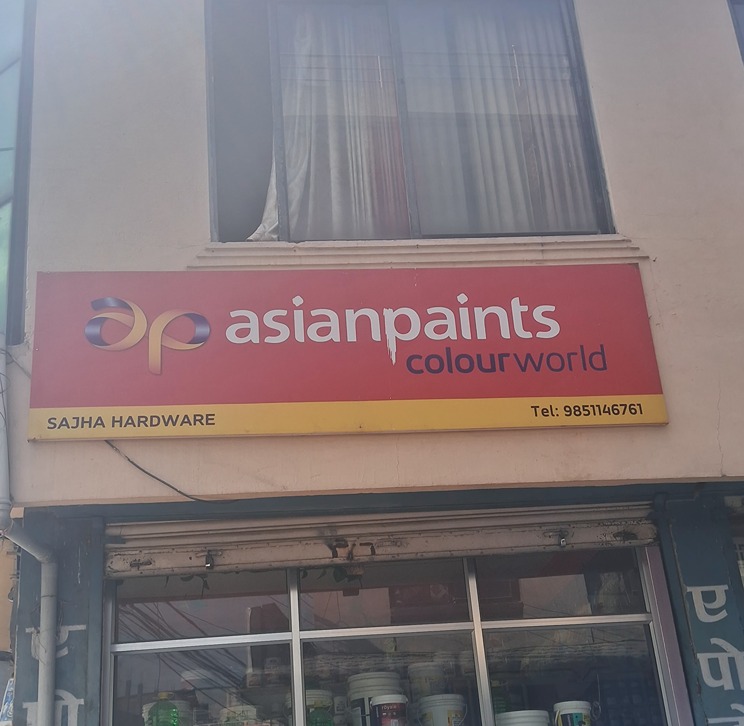 ap asianpaints
colourworld
SAJHA HARDWARE
Tel: 9851146761
ए
पो
ए
पो